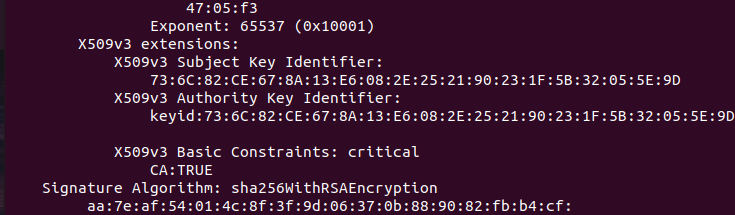 47:05:f3
Exponent: 65537 (0x10001)
X509v3 extensions:
X509v3 Subject Key Identifier:
73:6C:82:CE:67:8A:13:E6:08:2E:25:21:90:23:1F:5B:32:05:5E:9D
X509v3 Authority Key Identifier:
keyid:73:6C:82:CE:67:8A:13:E6:08:2E:25:21:90:23:1F:5B:32:05:5E:9D
X509v3 Basic Constraints: critical
CA:TRUE
Signature Algorithm: sha256WithRSAEncryption
aa:7e:af:54:01:4c:8f:3f:9d:06:37:0b:88:90:82:fb:b4:cf: